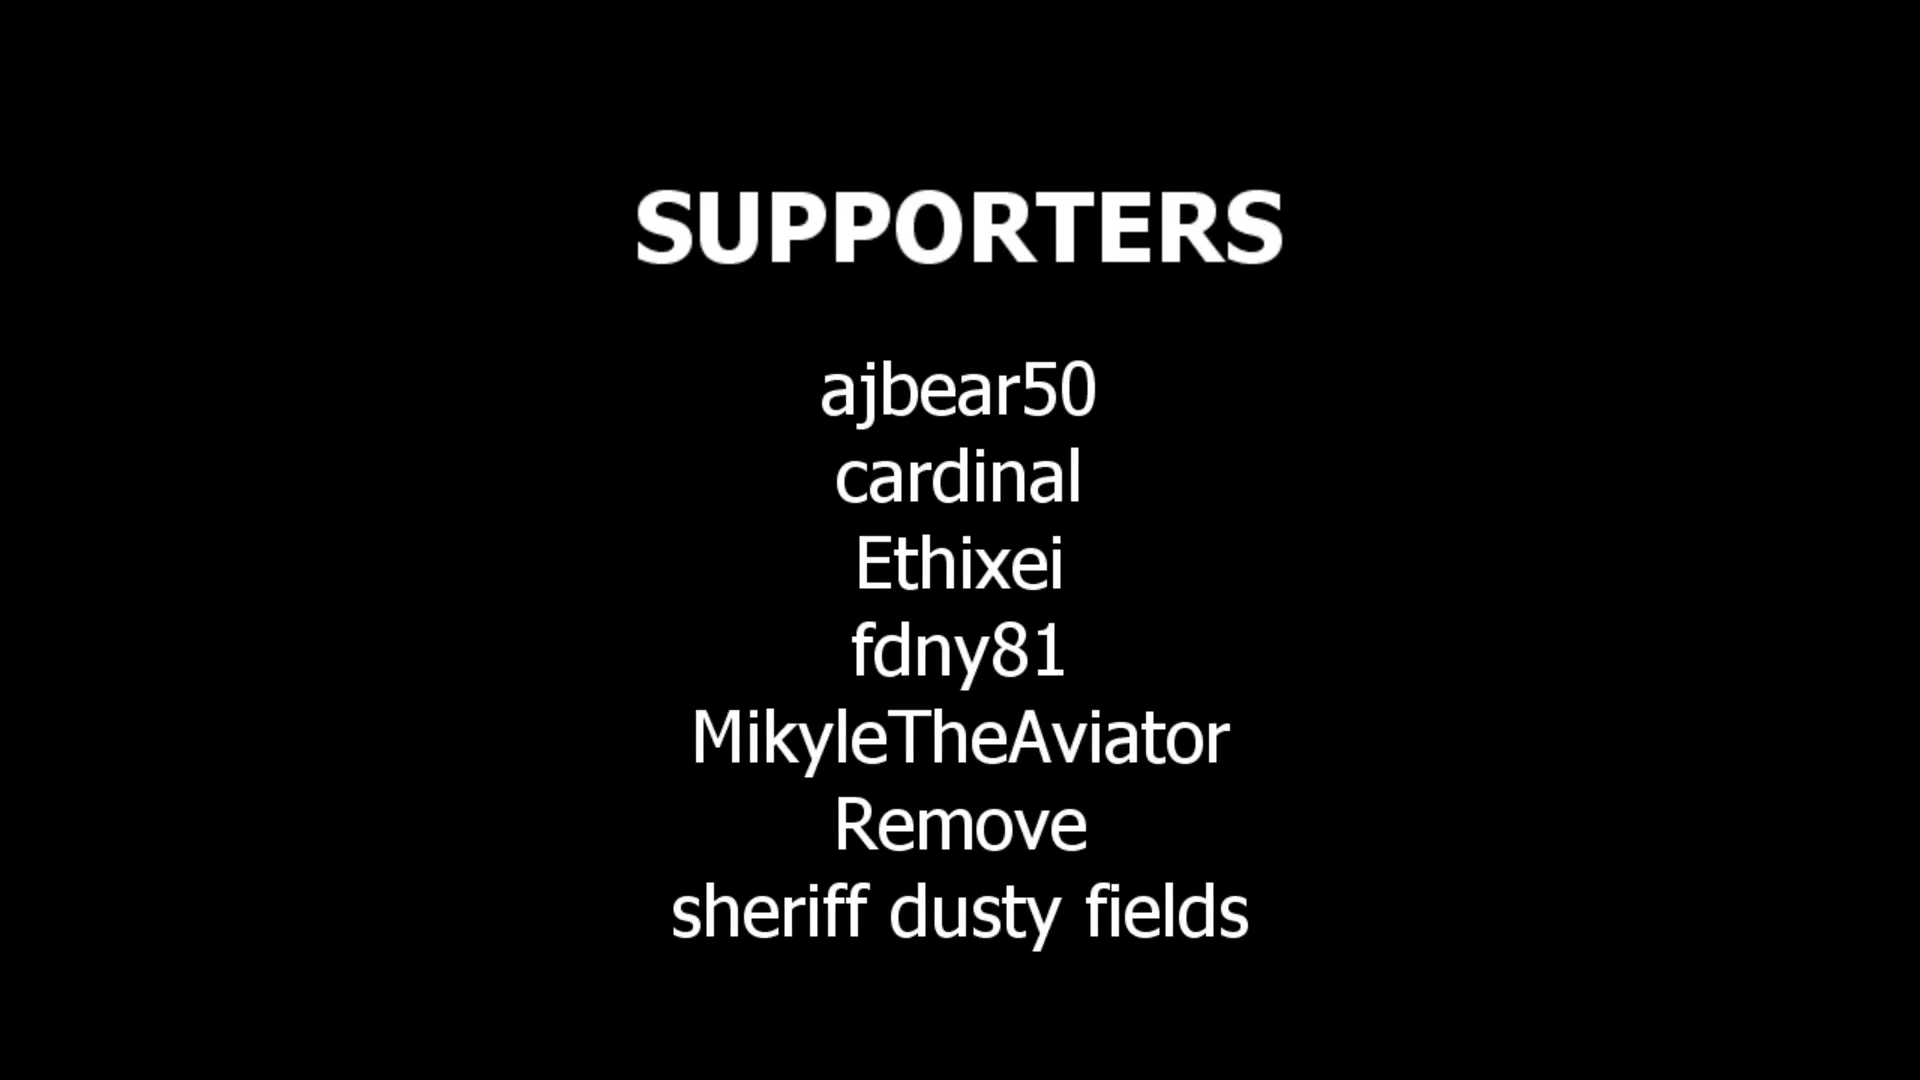 SUPPORTERS
ajbear50
cardinal
Ethixei
fdny81
MikyleTheAviator
Remove
sheriff dusty fields